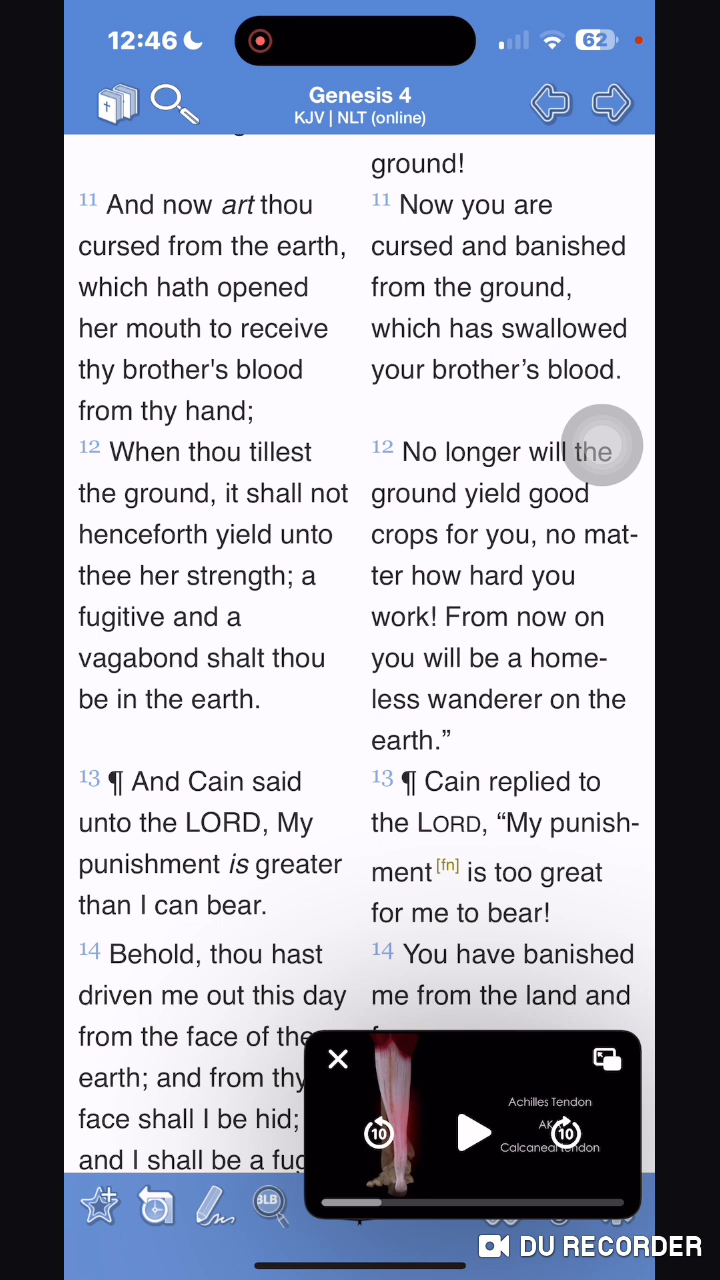 12:46
62
Genesis 4
KJV | NLT (online)
11 And now art thou
cursed from the earth,
which hath opened
her mouth to receive
thy brother's blood
from thy hand;
12 When thou tillest
the ground, it shall not
henceforth yield unto
thee her strength; a
fugitive and a
vagabond shalt thou
be in the earth.
13 ¶ And Cain said
unto the LORD, My
punishment is greater
than I can bear.
14 Behold, thou hast
driven me out this day
from the face of the
earth; and from thy
face shall I be hid;
and I shall be a fug
ground!
11 Now you are
cursed and banished
from the ground,
which has swallowed
your brother’s blood.
12 No longer will the
ground yield good
crops for you, no mat-
ter how hard you
work! From now on
you will be a home-
less wanderer on the
earth.”
13 ¶ Cain replied to
the LORD, “My punish-
ment [fn] is too great
for me to bear!
14 You have banished
me from the land and
10
10
Achilles Tendon
Calcaneal Tendon
BLB
DU RECORDER